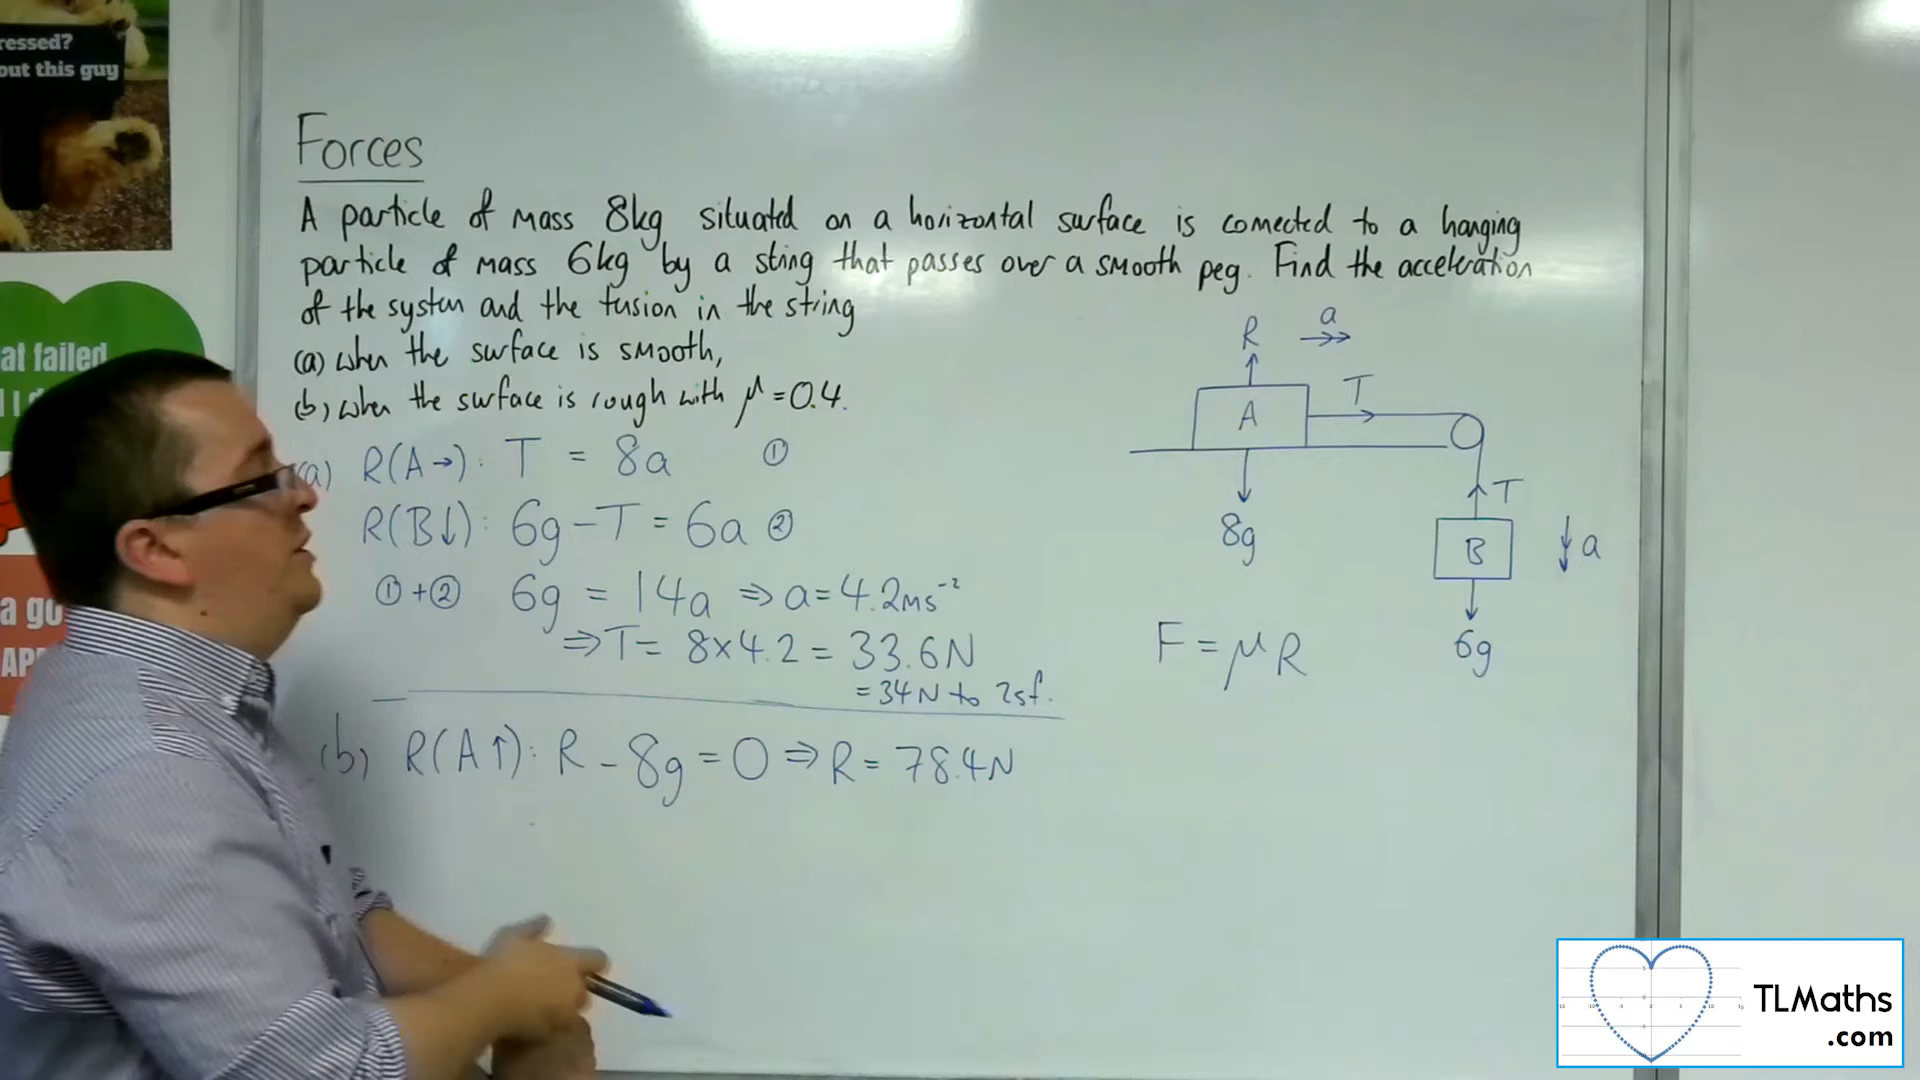 ressed?
out this guy
Forces
A particle of mass 8kg situated on a horizontal surface is connected to a hanging
particle of mass 6kg by a string that passes over a smooth peg. Find the acceleration
of the system and the tension in the string
(a) when the surface is smooth,
(b) when the surface is rough with μ = 0.4.
(a) R(A→): T = 8a ①
R(B↓): 6g - T = 6a ②
① + ② 6g = 14a ⇒ a = 4.2ms⁻²
⇒ T = 8×4.2 = 33.6N
= 34N to 2sf.
(b) R(A↑): R - 8g = 0 ⇒ R = 78.4N
R a
A T
8g
T
B a
6g
F = μR
at failed
a go
TLMaths
.com